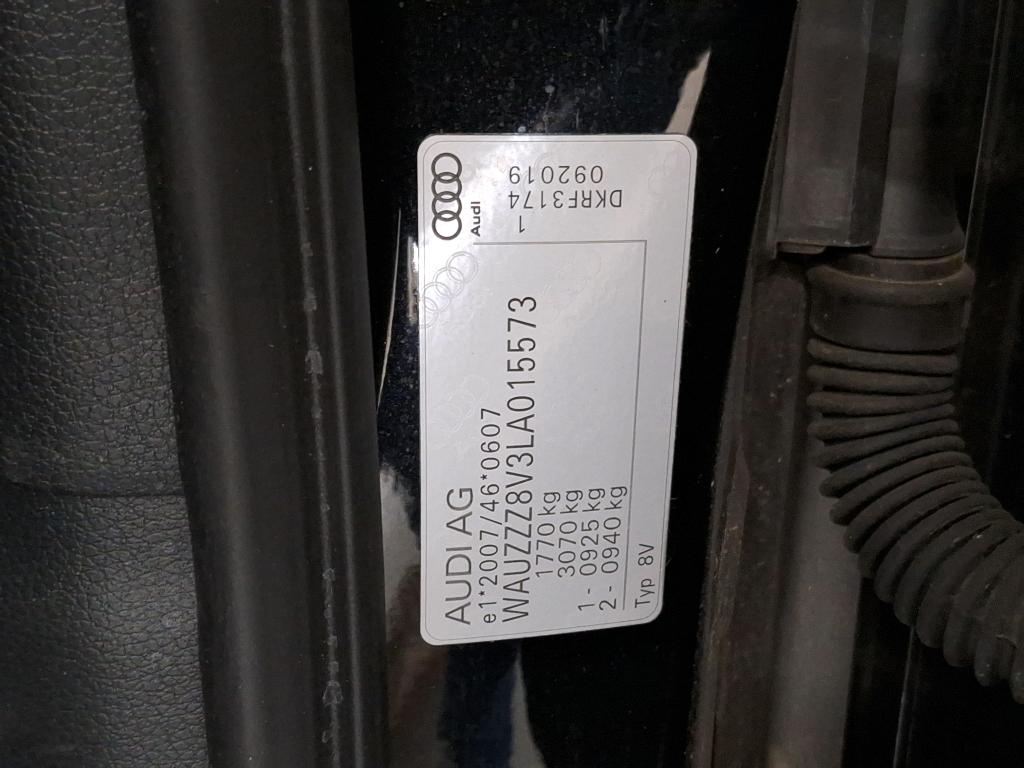 AUDI AG
e1*2007/46*0607
WAUZZZ8V3LA015573
1770 kg
3070 kg
1 - 0925 kg
2 - 0940 kg
Typ 8V
Audi
1
DKRF3174
092019